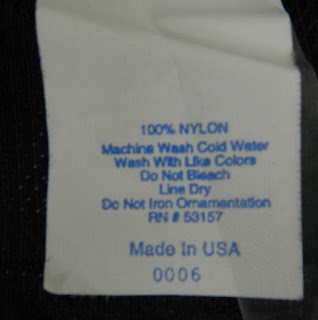 100% NYLON
Machine Wash Cold Water
Wash With Like Colors
Do Not Bleach
Line Dry
Do Not Iron Ornamentation
RN # 53157
Made In USA
0006